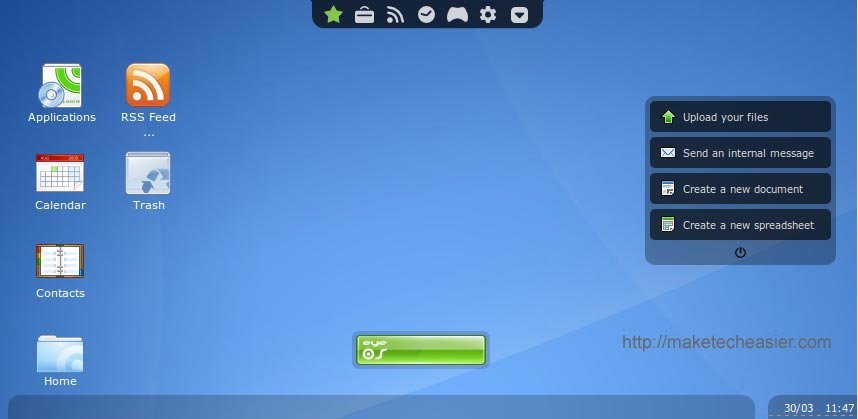 Applications
RSS Feed
...
Calendar
Trash
Contacts
Home
Upload your files
Send an internal message
Create a new document
Create a new spreadsheet
eye
OS
http://maketecheasier.com
30/03 11:47